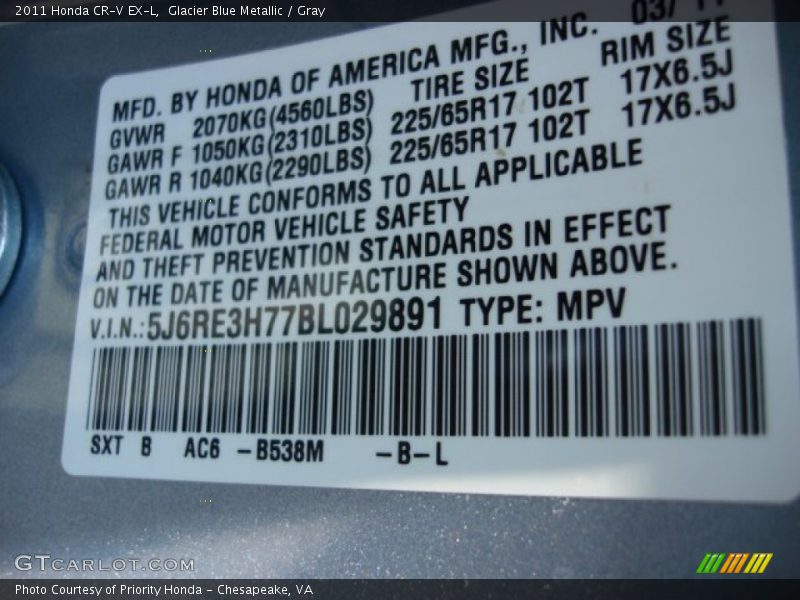 2011 Honda CR-V EX-L, Glacier Blue Metallic / Gray
MFD. BY HONDA OF AMERICA MFG., INC. 03/11
GVWR 2070KG(4560LBS) TIRE SIZE RIM SIZE
GAWR F 1050KG(2310LBS) 225/65R17 102T 17X6.5J
GAWR R 1040KG(2290LBS) 225/65R17 102T 17X6.5J
THIS VEHICLE CONFORMS TO ALL APPLICABLE
FEDERAL MOTOR VEHICLE SAFETY
AND THEFT PREVENTION STANDARDS IN EFFECT
ON THE DATE OF MANUFACTURE SHOWN ABOVE.
V.I.N.:5J6RE3H77BL029891 TYPE: MPV
SXT B AC6 -B538M -B-L
GTCARLOT.COM
Photo Courtesy of Priority Honda - Chesapeake, VA